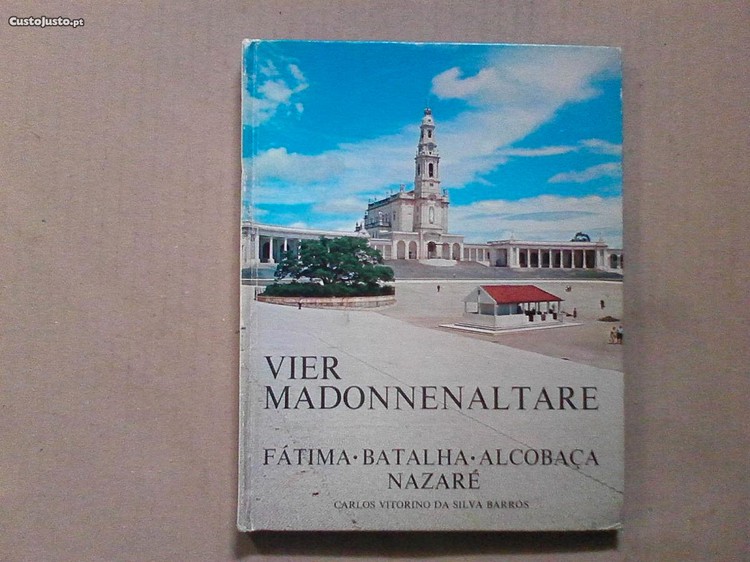 CustoJusto.pt
VIER
MADONNENALTARE
FÁTIMA·BATALHA·ALCOBAÇA
NAZARÉ
CARLOS VITORINO DA SILVA BARROS